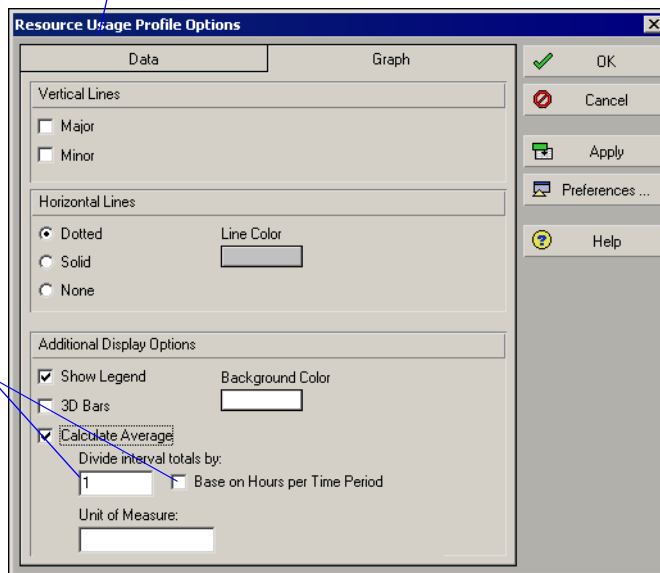 Resource Usage Profile Options
Data
Graph
Vertical Lines
Major
Minor
Horizontal Lines
Dotted
Line Color
Solid
None
Additional Display Options
Show Legend
Background Color
3D Bars
Calculate Average
Divide interval totals by:
1
Base on Hours per Time Period
Unit of Measure:
OK
Cancel
Apply
Preferences ...
Help